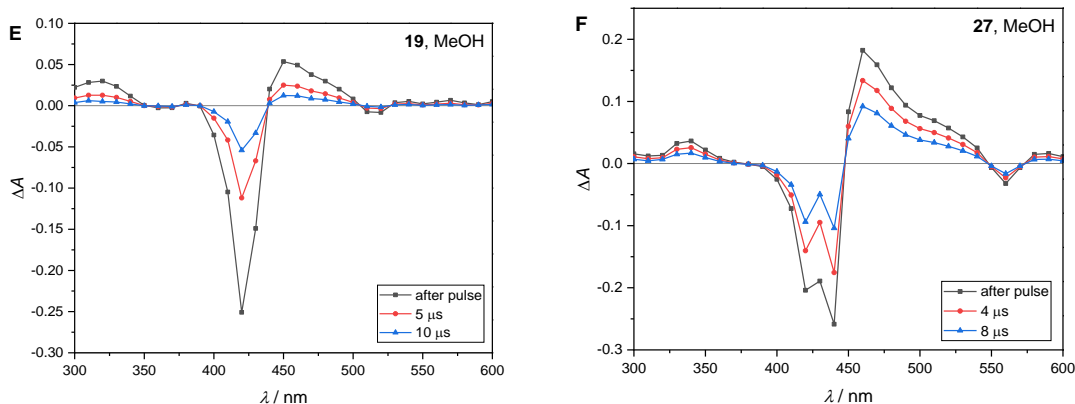 E
19, MeOH
0.10
0.05
0.00
-0.05
-0.10
-0.15
-0.20
-0.25
-0.30
ΔA
after pulse
5 μs
10 μs
300 350 400 450 500 550 600
λ / nm
F
27, MeOH
0.2
0.1
0.0
-0.1
-0.2
-0.3
ΔA
after pulse
4 μs
8 μs
300 350 400 450 500 550 600
λ / nm